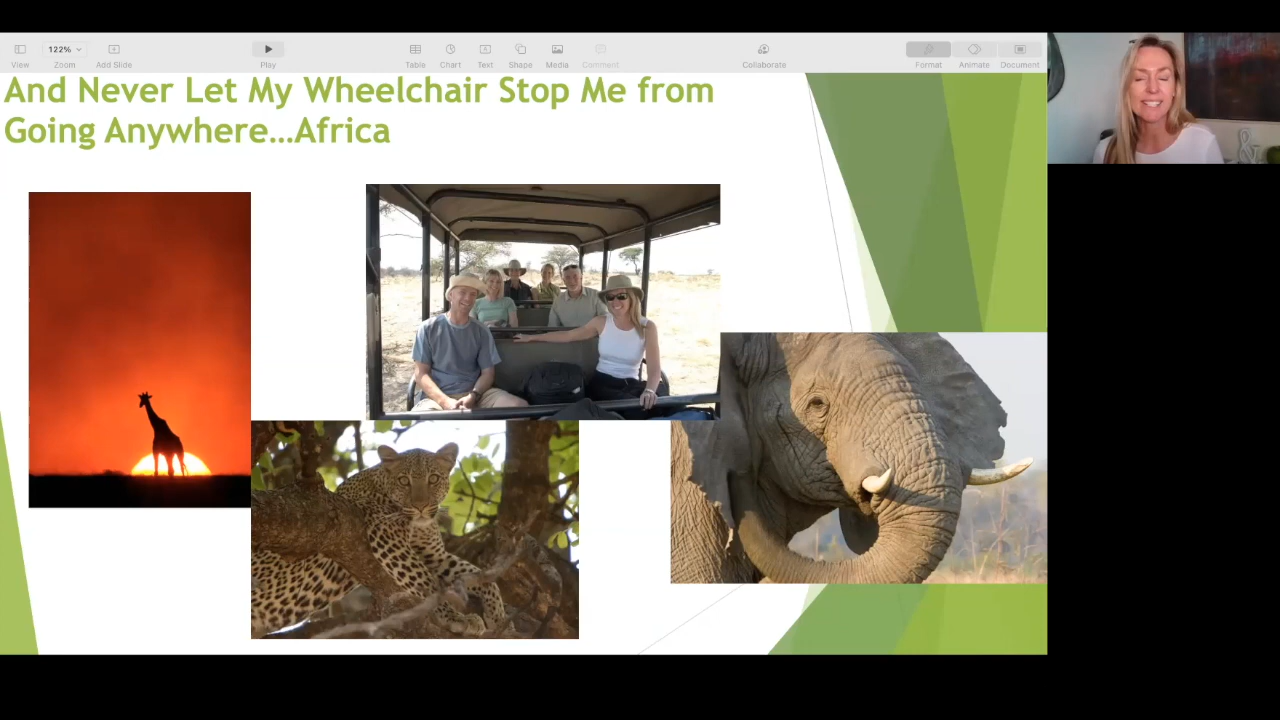 122%
View
Zoom
Add Slide
Play
Table
Chart
Text
Shape
Media
Comment
Collaborate
Format
Animate
Document
And Never Let My Wheelchair Stop Me from
Going Anywhere...Africa